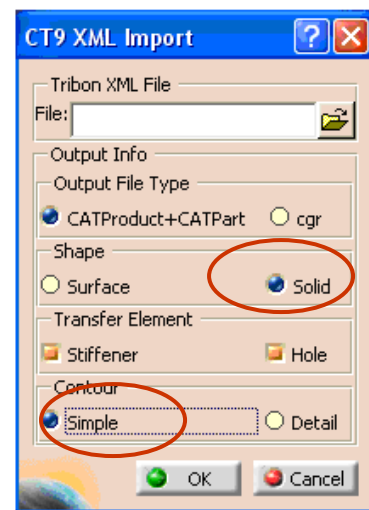 CT9 XML Import
Tribon XML File
File:
Output Info
Output File Type
CATProduct+CATPart cgr
Shape
Surface Solid
Transfer Element
Stiffener Hole
Contour
Simple Detail
OK Cancel